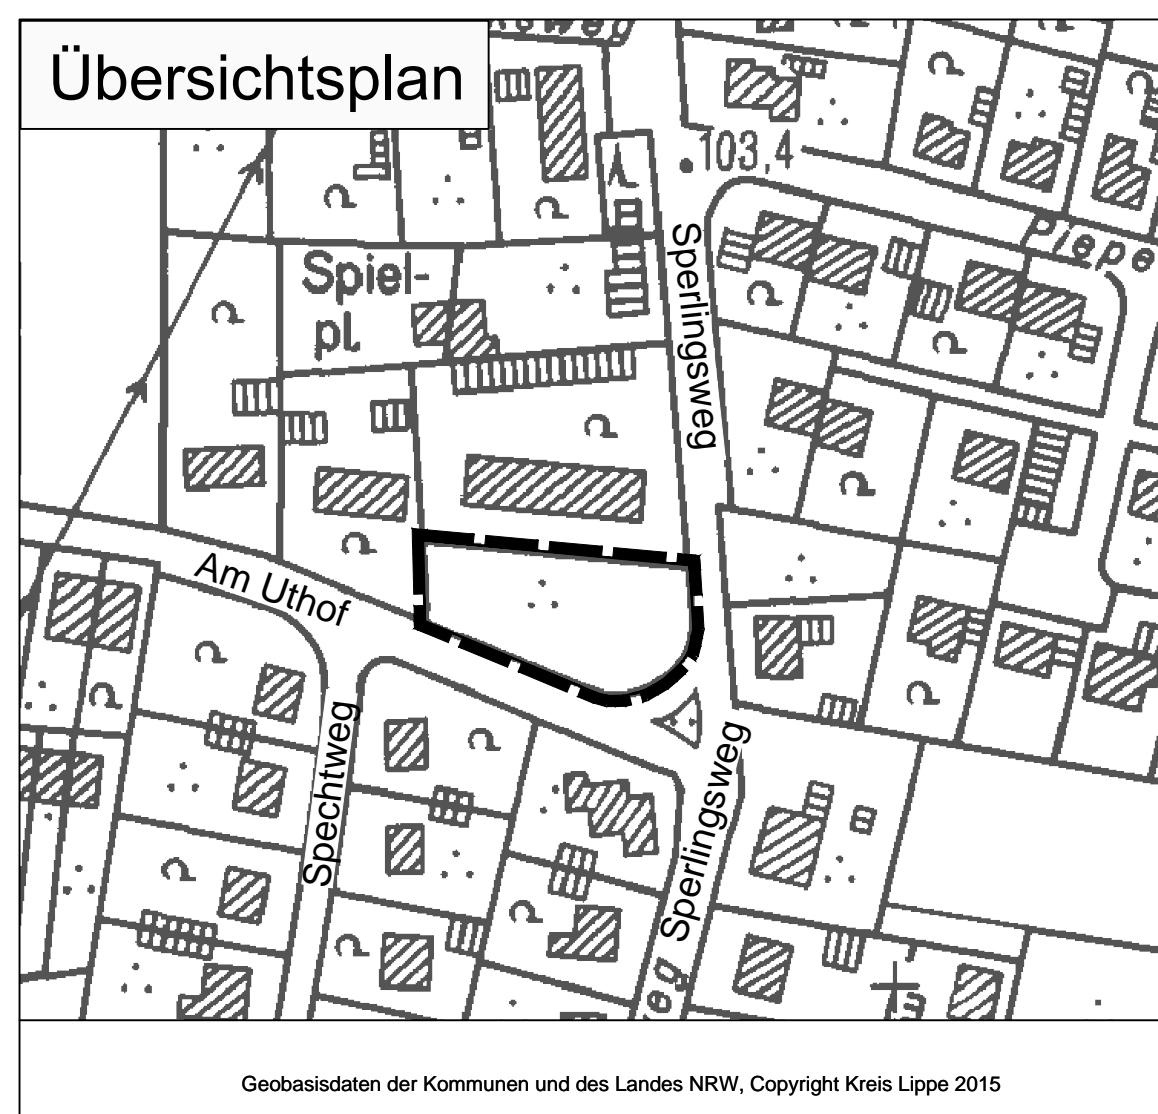 Übersichtsplan
103,4
Spiel-
pl.
Sperlingsweg
Piepe
Am Uthof
Spechtweg
Sperlingsweg
Geobasisdaten der Kommunen und des Landes NRW, Copyright Kreis Lippe 2015